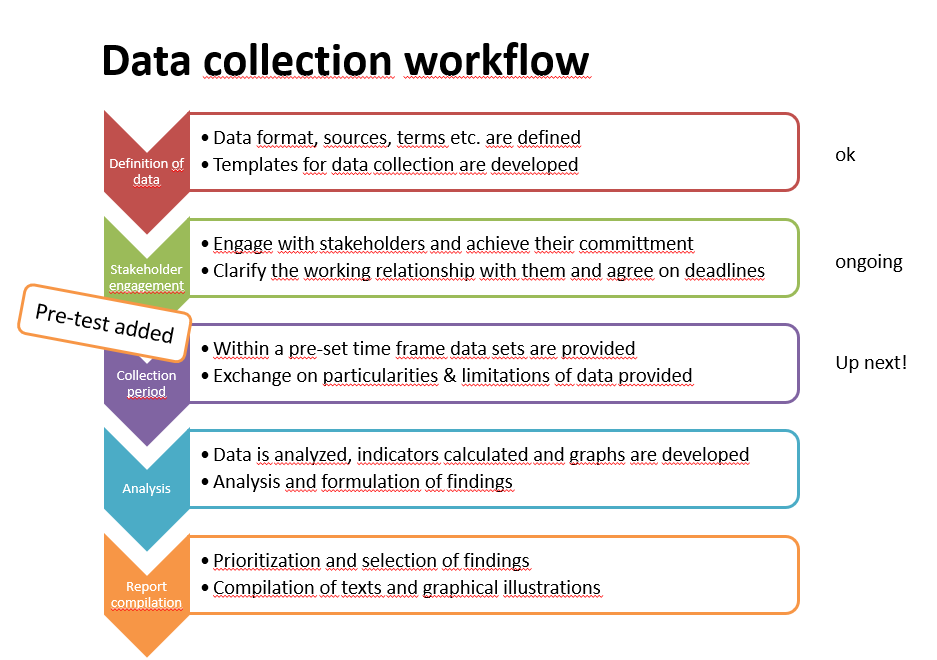 Data collection workflow
Definition of
data
• Data format, sources, terms etc. are defined
• Templates for data collection are developed
ok
Stakeholder
engagement
• Engage with stakeholders and achieve their committment
• Clarify the working relationship with them and agree on deadlines
ongoing
Pre-test added
Collection
period
• Within a pre-set time frame data sets are provided
• Exchange on particularities & limitations of data provided
Up next!
Analysis
• Data is analyzed, indicators calculated and graphs are developed
• Analysis and formulation of findings
Report
compilation
• Prioritization and selection of findings
• Compilation of texts and graphical illustrations